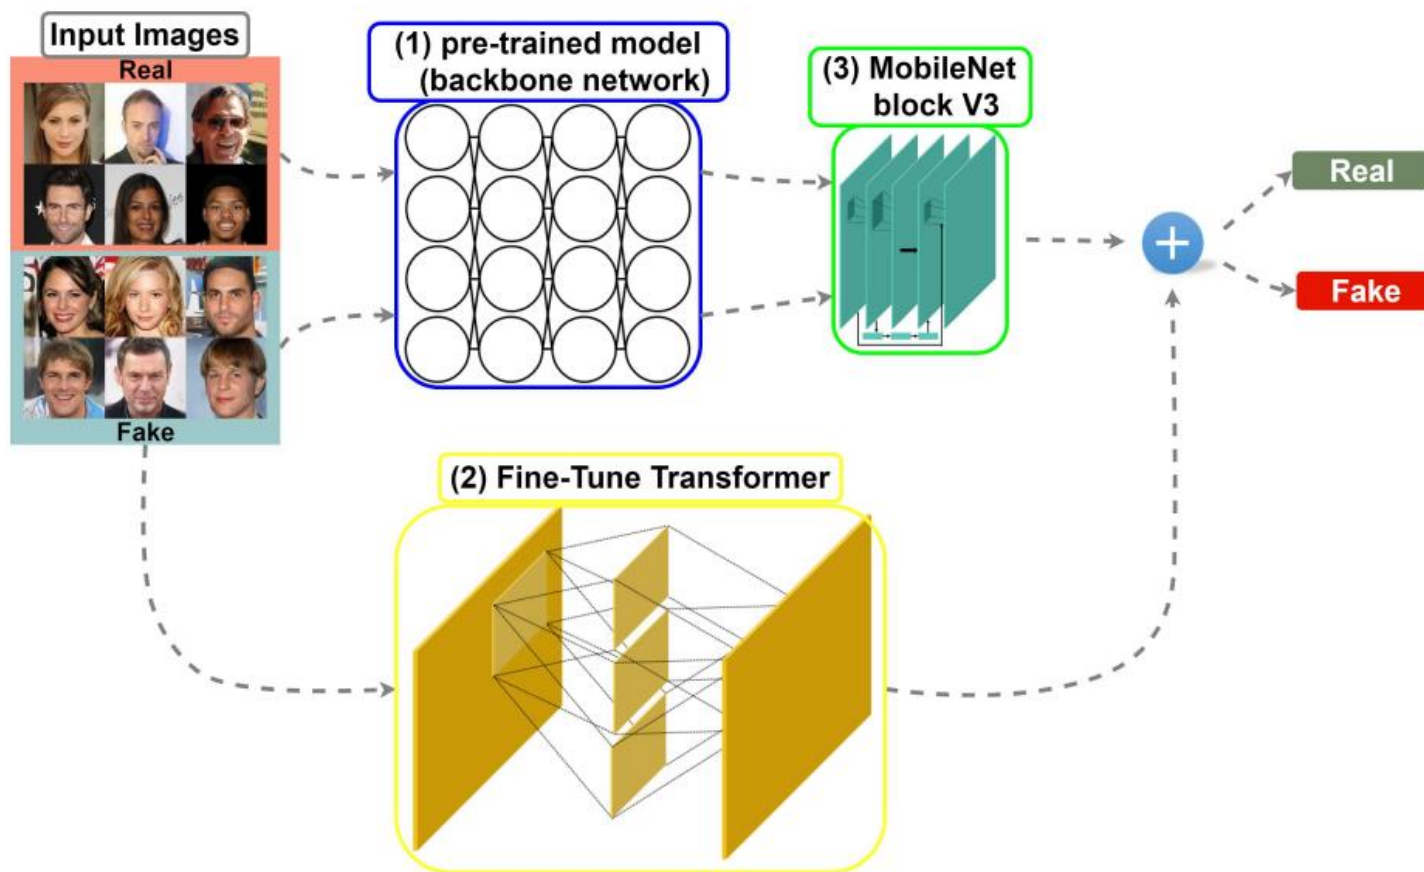 Input Images
Real
Fake
(1) pre-trained model
(backbone network)
(2) Fine-Tune Transformer
(3) MobileNet
block V3
Real
Fake